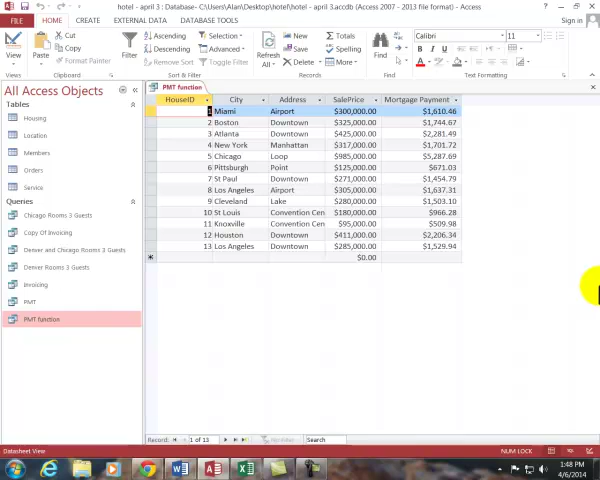 hotel - april 3 : Database- C:\Users\Alan\Desktop\hotel\hotel - april 3.accdb (Access 2007 - 2013 file format) - Access
FILE HOME CREATE EXTERNAL DATA DATABASE TOOLS
Sign in
View
Views
Paste
Cut
Copy
Format Painter
Clipboard
Filter
Ascending
Descending
Remove Sort
Selection
Advanced
Toggle Filter
Sort & Filter
Refresh
All
New
Save
Delete
Totals
Spelling
More
Records
Find
Find
Calibri 11
B I U
Text Formatting
All Access Objects
Tables
Housing
Location
Members
Orders
Service
Queries
Chicago Rooms 3 Guests
Copy Of Invoicing
Denver and Chicago Rooms 3 Guests
Denver Rooms 3 Guests
Invoicing
PMT
PMT function
PMT function
HouseID City Address SalePrice Mortgage Payment
1 Miami Airport $300,000.00 $1,610.46
2 Boston Downtown $325,000.00 $1,744.67
3 Atlanta Downtown $425,000.00 $2,281.49
4 New York Manhattan $317,000.00 $1,701.72
5 Chicago Loop $985,000.00 $5,287.69
6 Pittsburgh Point $125,000.00 $671.03
7 St Paul Downtown $271,000.00 $1,454.79
8 Los Angeles Airport $305,000.00 $1,637.31
9 Cleveland Lake $280,000.00 $1,503.10
10 St Louis Convention Cen $180,000.00 $966.28
11 Knoxville Convention Cen $95,000.00 $509.98
12 Houston Downtown $411,000.00 $2,206.34
13 Los Angeles Downtown $285,000.00 $1,529.94
$0.00
Record: 1 of 13 No Filter Search
Datasheet View
NUM LOCK
1:48 PM
4/6/2014